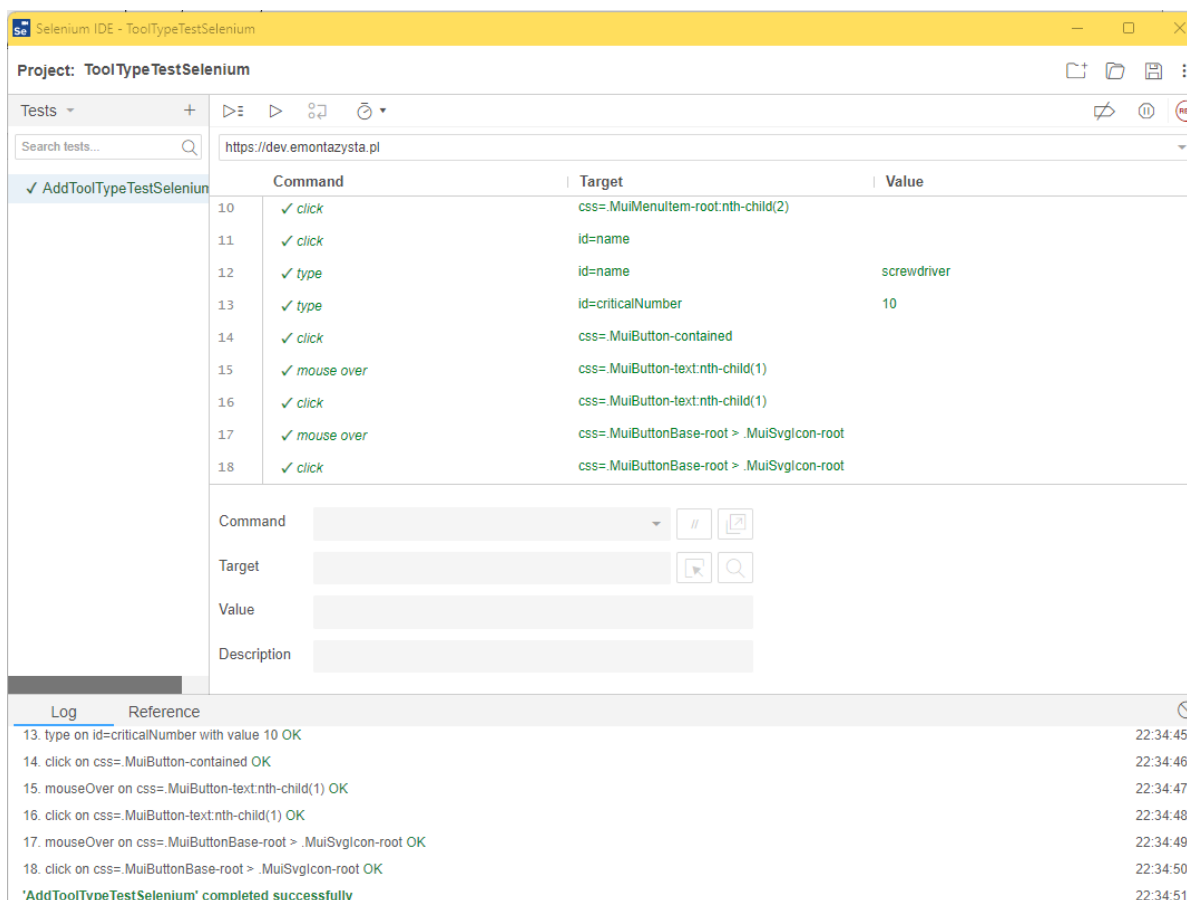 Selenium IDE - ToolTypeTestSelenium
Project: ToolTypeTestSelenium
Tests
Search tests...
https://dev.emontazysta.pl
✓ AddToolTypeTestSelenium
Command Target Value
10 ✓ click css=.MuiMenuItem-root:nth-child(2)
11 ✓ click id=name
12 ✓ type id=name screwdriver
13 ✓ type id=criticalNumber 10
14 ✓ click css=.MuiButton-contained
15 ✓ mouse over css=.MuiButton-text:nth-child(1)
16 ✓ click css=.MuiButton-text:nth-child(1)
17 ✓ mouse over css=.MuiButtonBase-root > .MuiSvgIcon-root
18 ✓ click css=.MuiButtonBase-root > .MuiSvgIcon-root
Command //
Target
Value
Description
Log Reference
13. type on id=criticalNumber with value 10 OK 22:34:45
14. click on css=.MuiButton-contained OK 22:34:46
15. mouseOver on css=.MuiButton-text:nth-child(1) OK 22:34:47
16. click on css=.MuiButton-text:nth-child(1) OK 22:34:48
17. mouseOver on css=.MuiButtonBase-root > .MuiSvgIcon-root OK 22:34:49
18. click on css=.MuiButtonBase-root > .MuiSvgIcon-root OK 22:34:50
'AddToolTypeTestSelenium' completed successfully 22:34:51